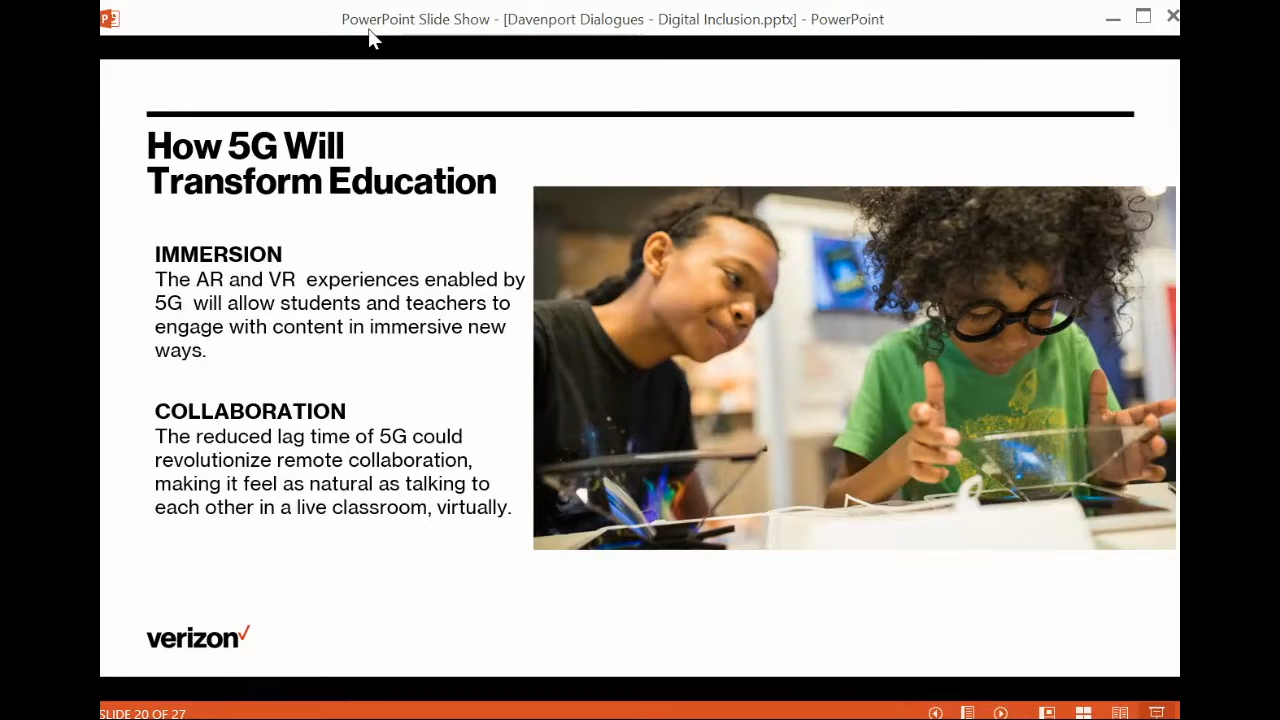 PowerPoint Slide Show - [Davenport Dialogues - Digital Inclusion.pptx] - PowerPoint
How 5G Will
Transform Education
IMMERSION
The AR and VR experiences enabled by
5G will allow students and teachers to
engage with content in immersive new
ways.
COLLABORATION
The reduced lag time of 5G could
revolutionize remote collaboration,
making it feel as natural as talking to
each other in a live classroom, virtually.
verizon
SLIDE 20 OF 27